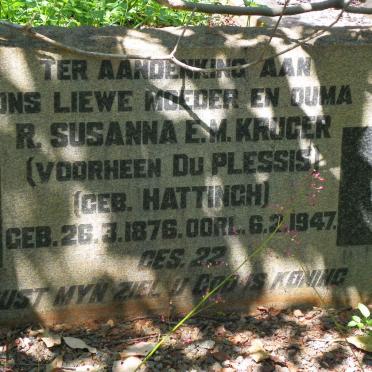 TER AANDENKING AAN
ONS LIEWE MOEDER EN OUMA
R. SUSANNA E.M. KRUGER
(VOORHEEN DU PLESSIS)
(GEB. HATTINGH)
GEB. 26.3.1876. OORL. 6.2.1947.
GES. 22
RUST MYN ZIEL U GOD IS KONING